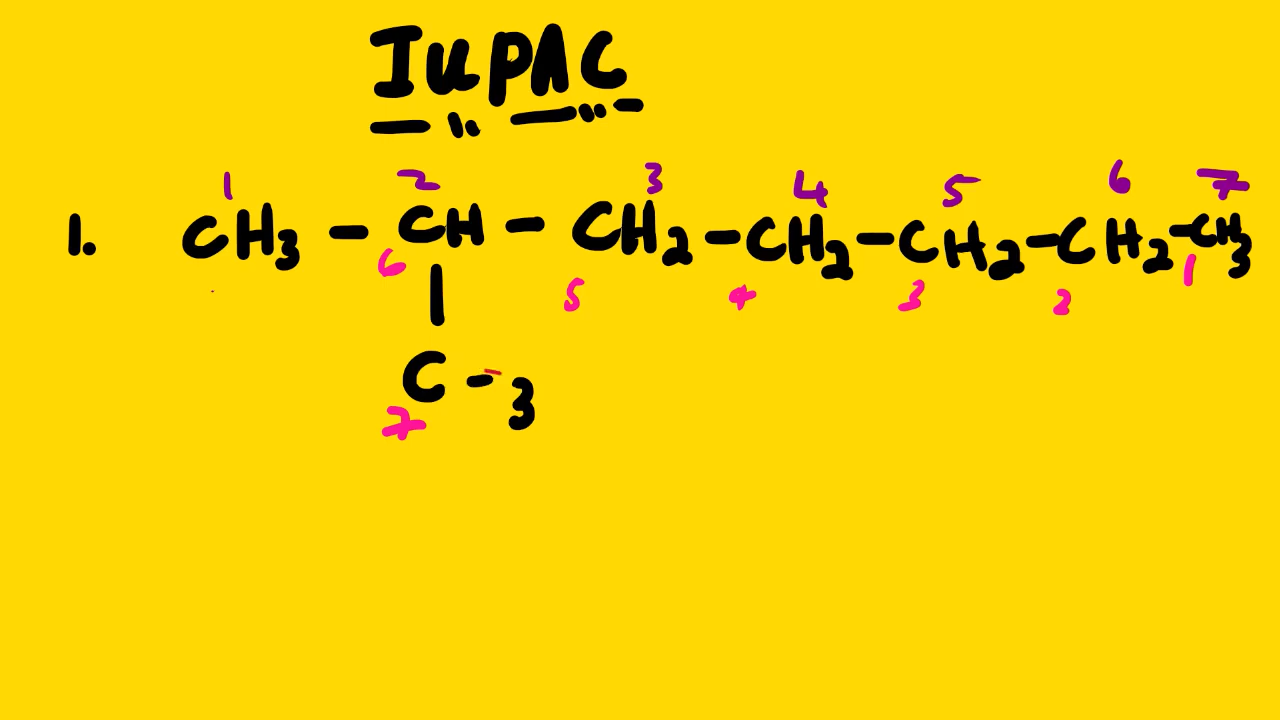 IUPAC
1 2 3 4 5 6 7
1. CH3 - CH - CH2 - CH2 - CH2 - CH2 - CH3
6 5 4 3 2 1
|
C - 3
7